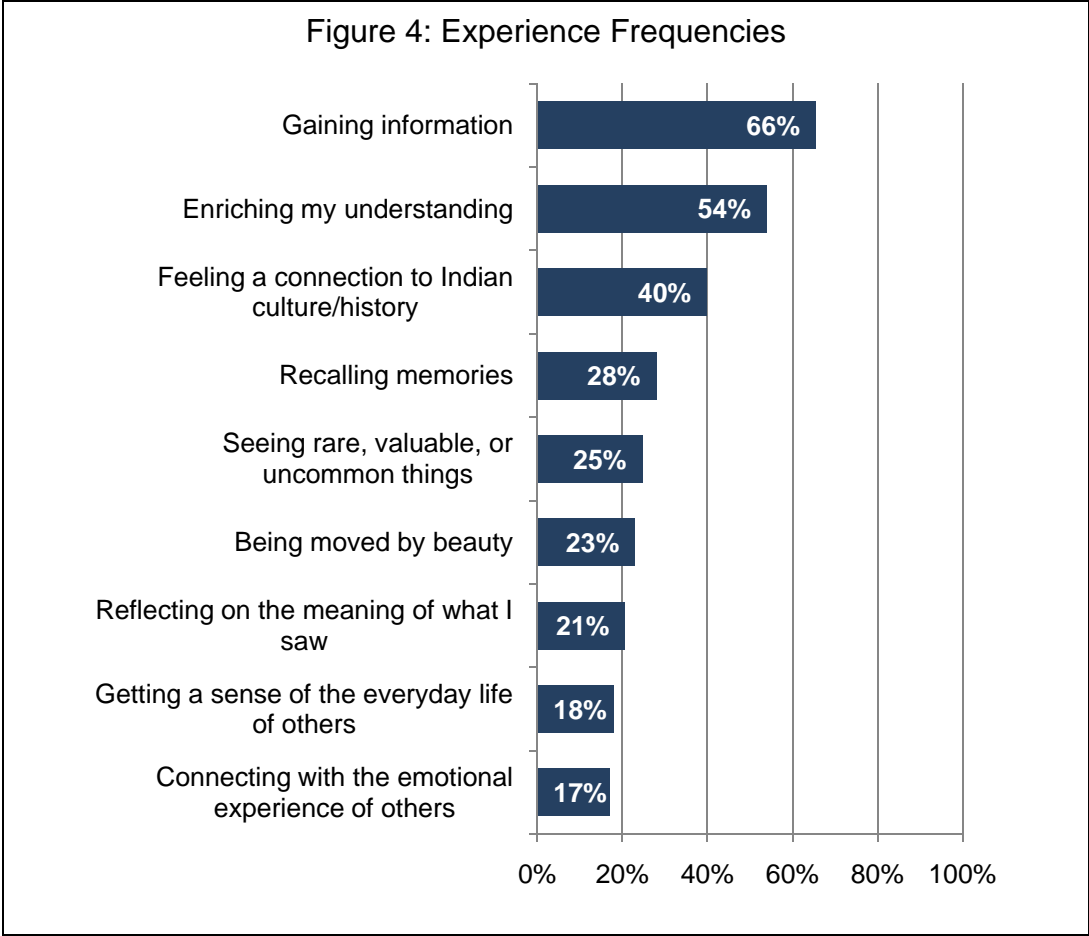 Figure 4: Experience Frequencies
Gaining information
66%
Enriching my understanding
54%
Feeling a connection to Indian
culture/history
40%
Recalling memories
28%
Seeing rare, valuable, or
uncommon things
25%
Being moved by beauty
23%
Reflecting on the meaning of what I
saw
21%
Getting a sense of the everyday life
of others
18%
Connecting with the emotional
experience of others
17%
0% 20% 40% 60% 80% 100%